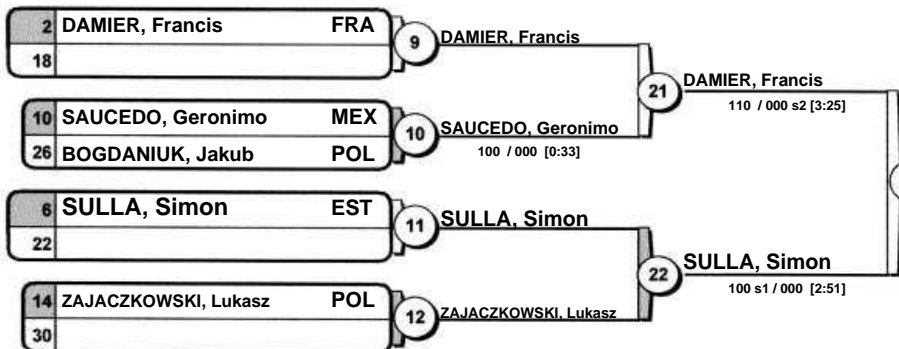 2 DAMIER, Francis FRA
18
9 DAMIER, Francis
10 SAUCEDO, Geronimo MEX
26 BOGDANIUK, Jakub POL
10 SAUCEDO, Geronimo
100 / 000 [0:33]
21 DAMIER, Francis
110 / 000 s2 [3:25]
6 SULLA, Simon EST
22
11 SULLA, Simon
14 ZAJACZKOWSKI, Lukasz POL
30
12 ZAJACZKOWSKI, Lukasz
22 SULLA, Simon
100 s1 / 000 [2:51]